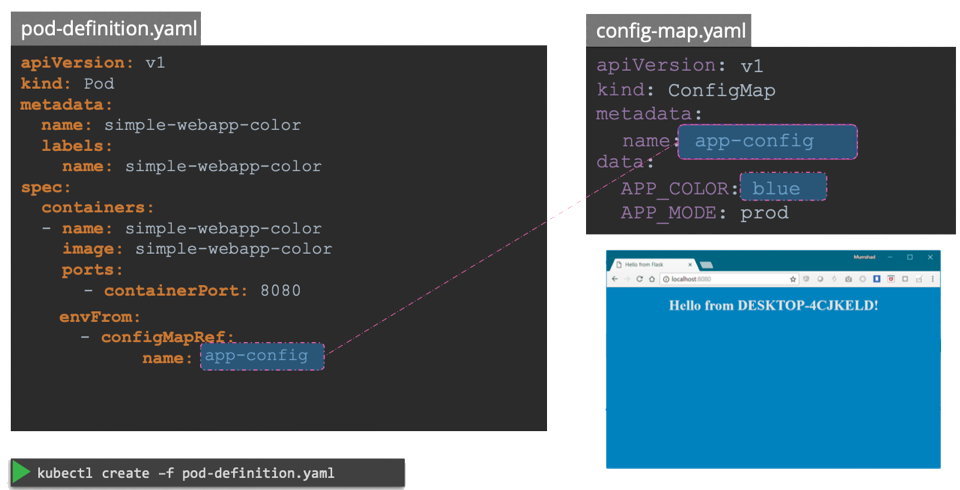 pod-definition.yaml
apiVersion: v1
kind: Pod
metadata:
  name: simple-webapp-color
  labels:
    name: simple-webapp-color
spec:
  containers:
  - name: simple-webapp-color
    image: simple-webapp-color
    ports:
      - containerPort: 8080
    envFrom:
      - configMapRef:
            name: app-config
kubectl create –f pod-definition.yaml
config-map.yaml
apiVersion: v1
kind: ConfigMap
metadata:
  name: app-config
data:
  APP_COLOR: blue
  APP_MODE: prod
Mumshad
Hello from Flask
localhost:8080
Hello from DESKTOP-4CJKELD!